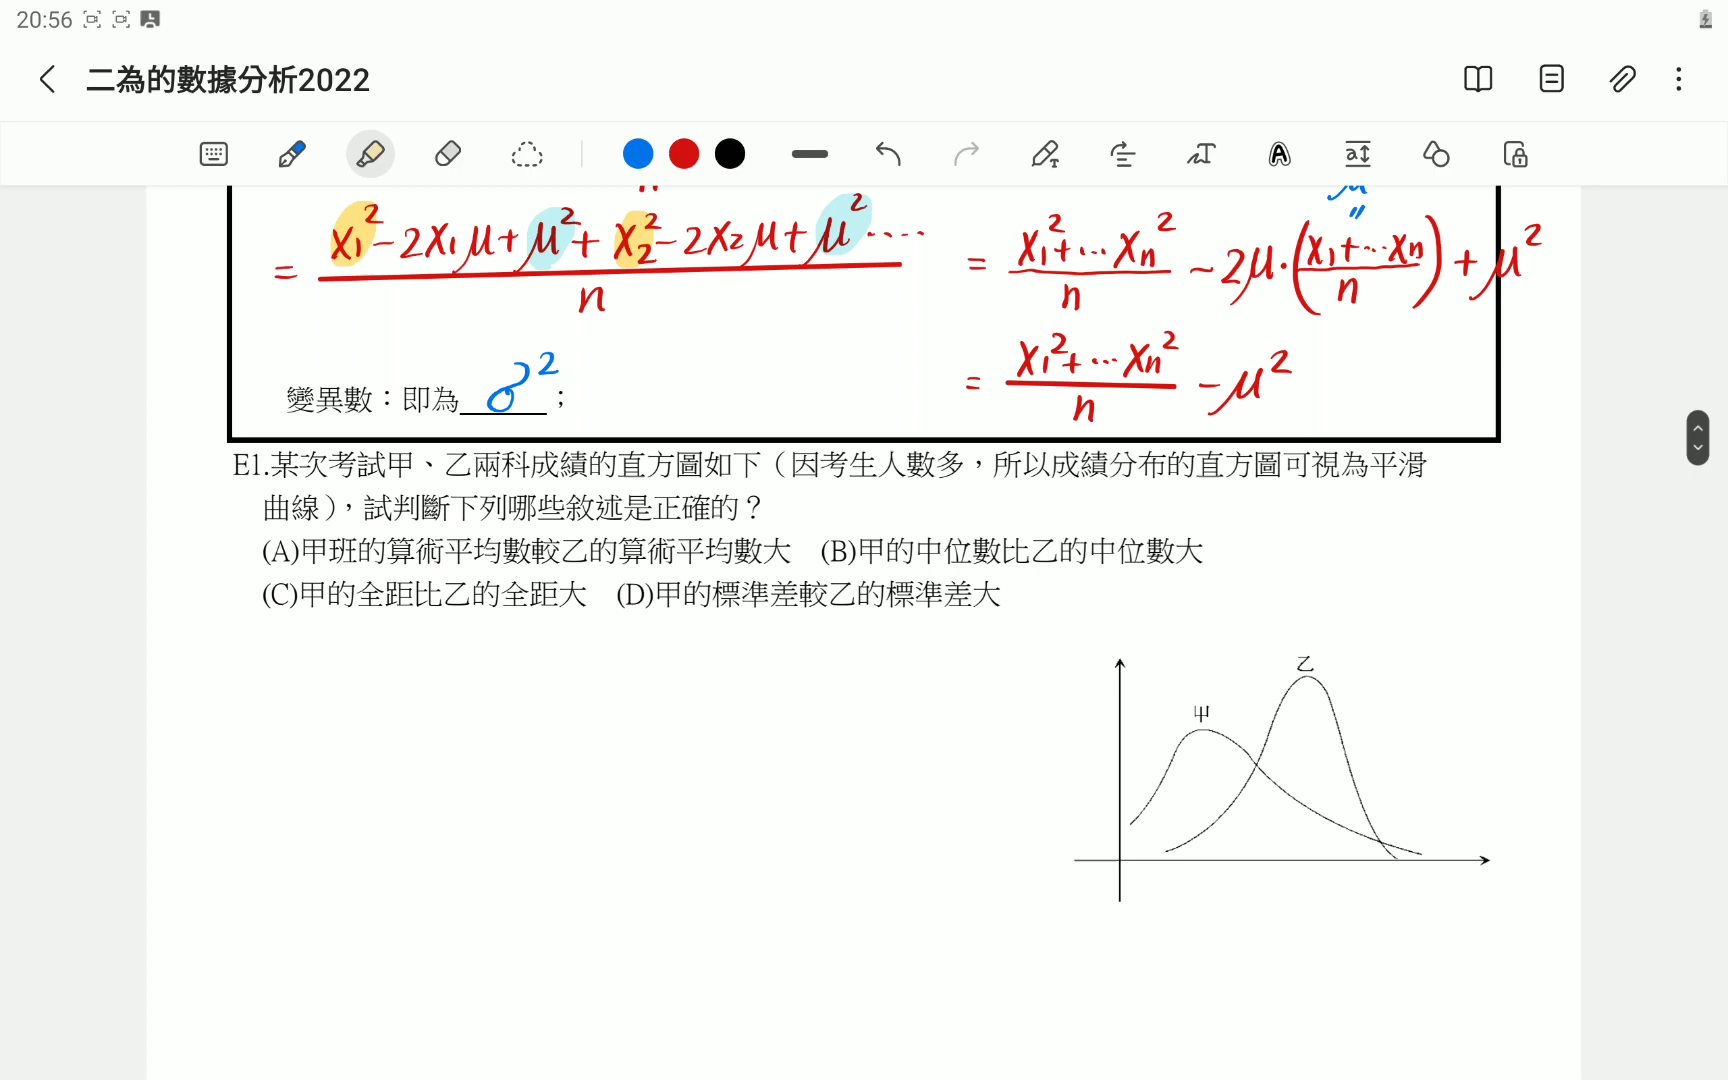 20:56
二為的數據分析2022
= x₁² - 2x₁μ + μ² + x₂² - 2x₂μ + μ² ‥‥ / n = x₁² + ‥ xₙ² / n - 2μ · (x₁ + ‥ xₙ / n) + μ²
μ
"
= x₁² + ‥ xₙ² / n - μ²
變異數：即為 σ² ；
E1.某次考試甲、乙兩科成績的直方圖如下（因考生人數多，所以成績分布的直方圖可視為平滑
曲線），試判斷下列哪些敘述是正確的？
(A)甲班的算術平均數較乙的算術平均數大 (B)甲的中位數比乙的中位數大
(C)甲的全距比乙的全距大 (D)甲的標準差較乙的標準差大
乙
甲